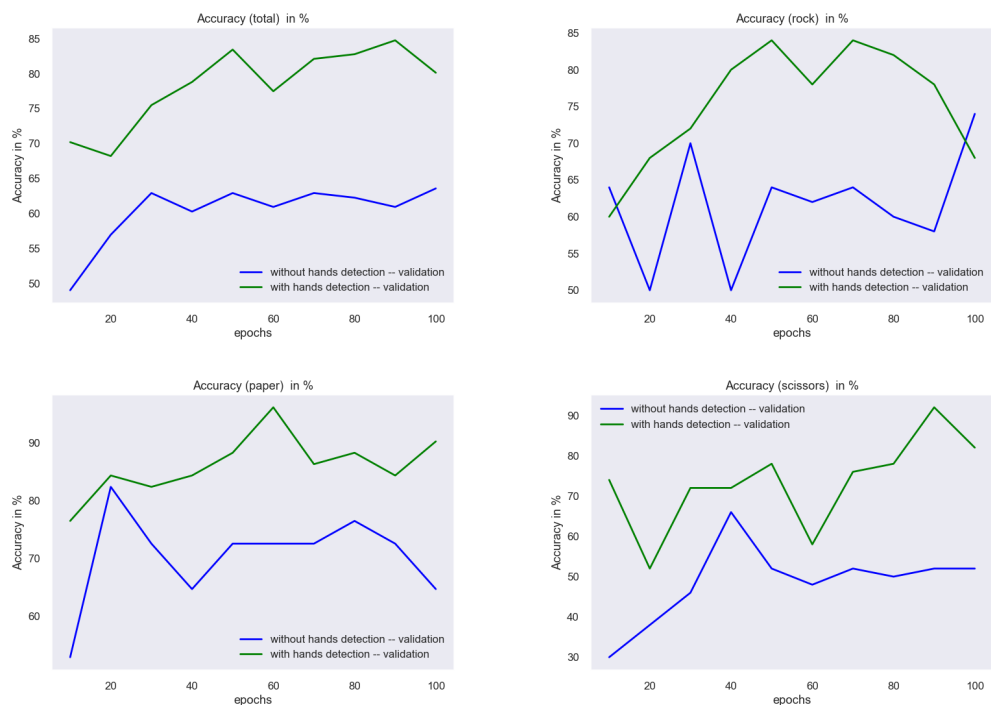 Accuracy (total)  in %
Accuracy in %
85
80
75
70
65
60
55
50
without hands detection -- validation
with hands detection -- validation
20 40 60 80 100
epochs
Accuracy (rock)  in %
Accuracy in %
85
80
75
70
65
60
55
50
without hands detection -- validation
with hands detection -- validation
20 40 60 80 100
epochs
Accuracy (paper)  in %
Accuracy in %
90
80
70
60
without hands detection -- validation
with hands detection -- validation
20 40 60 80 100
epochs
Accuracy (scissors)  in %
without hands detection -- validation
with hands detection -- validation
Accuracy in %
90
80
70
60
50
40
30
20 40 60 80 100
epochs